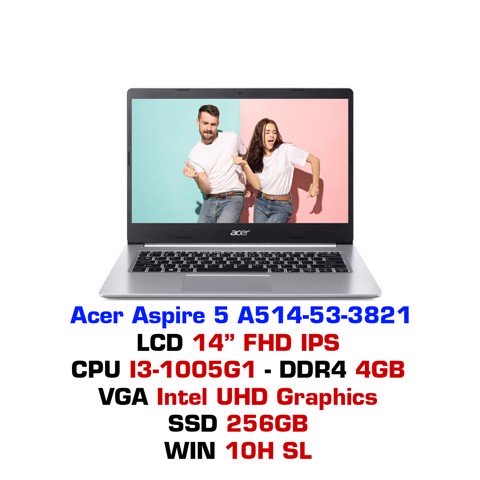 acer
Acer Aspire 5 A514-53-3821
LCD 14” FHD IPS
CPU I3-1005G1 - DDR4 4GB
VGA Intel UHD Graphics
SSD 256GB
WIN 10H SL